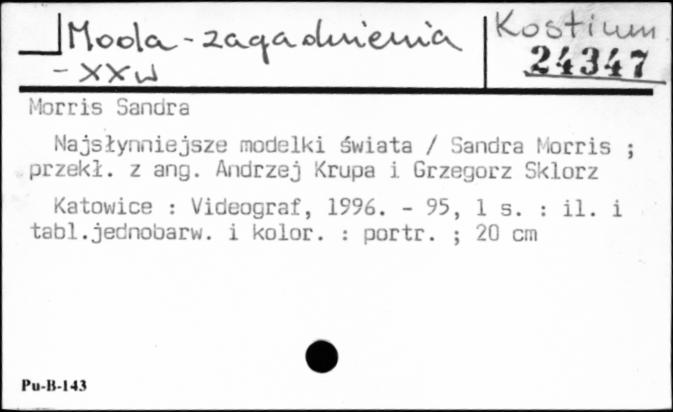 Moda - zagadnienia
- XX w
Kostium
24347
Morris Sandra
Najsłynniejsze modelki świata / Sandra Morris ;
przekł. z ang. Andrzej Krupa i Grzegorz Sklorz
Katowice : Videograf, 1996. - 95, 1 s. : il. i
tabl.jednobarw. i kolor. : portr. ; 20 cm
Pu-B-143